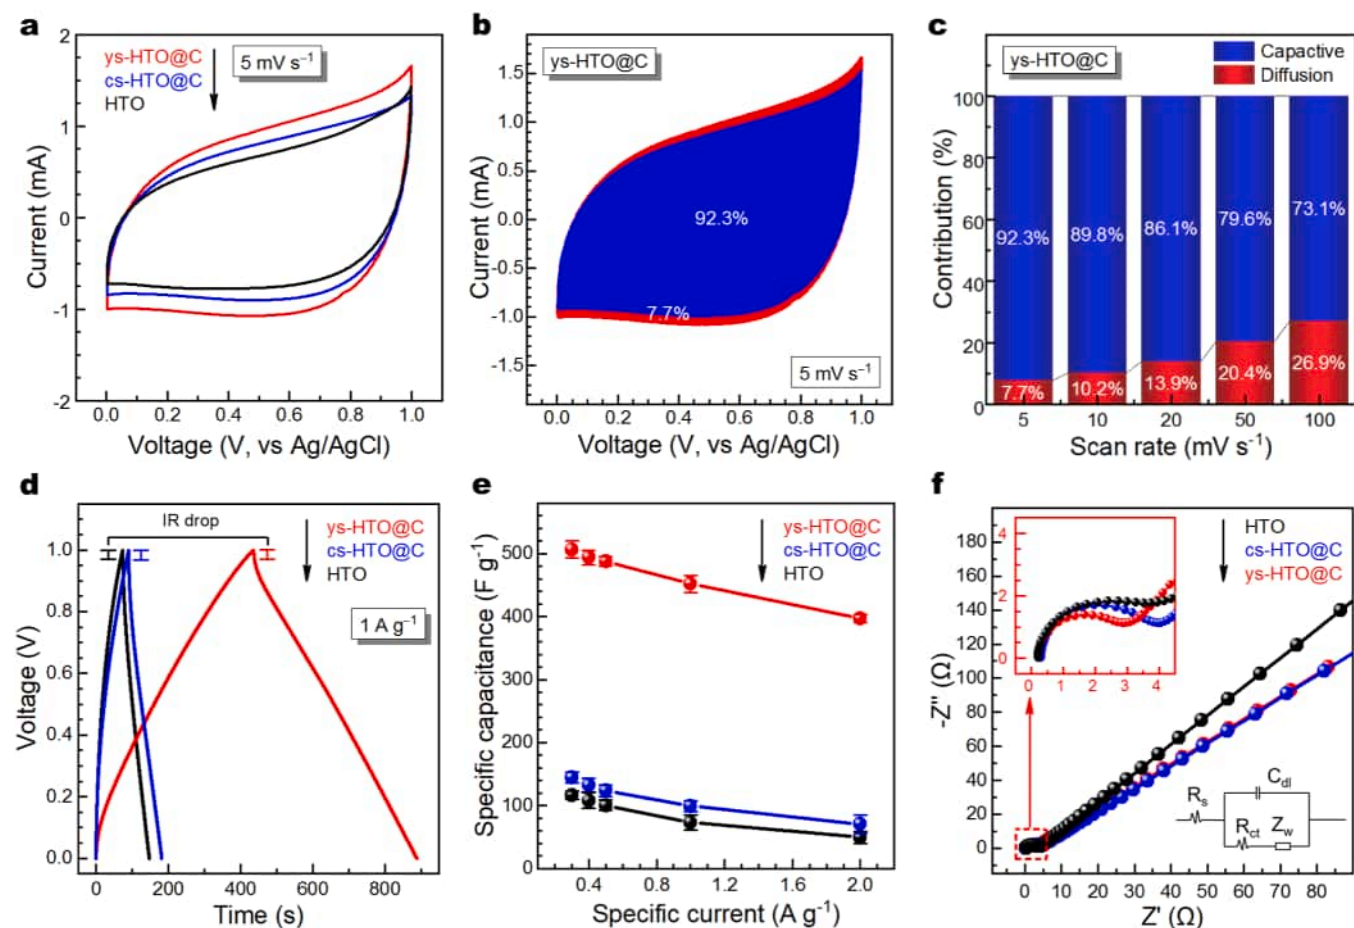 a
ys-HTO@C
cs-HTO@C
HTO
5 mV s⁻¹
2
1
0
-1
-2
0.0 0.2 0.4 0.6 0.8 1.0
Current (mA)
Voltage (V, vs Ag/AgCl)
b
ys-HTO@C
92.3%
7.7%
5 mV s⁻¹
1.5
1.0
0.5
0.0
-0.5
-1.0
-1.5
0.0 0.2 0.4 0.6 0.8 1.0
Current (mA)
Voltage (V, vs Ag/AgCl)
c
ys-HTO@C
Capactive
Diffusion
100
80
60
40
20
0
92.3% 89.8% 86.1% 79.6% 73.1%
7.7% 10.2% 13.9% 20.4% 26.9%
5 10 20 50 100
Contribution (%)
Scan rate (mV s⁻¹)
d
IR drop
ys-HTO@C
cs-HTO@C
HTO
1 A g⁻¹
1.0
0.8
0.6
0.4
0.2
0.0
0 200 400 600 800
Voltage (V)
Time (s)
e
ys-HTO@C
cs-HTO@C
HTO
500
400
300
200
100
0
0.4 0.8 1.2 1.6 2.0
Specific capacitance (F g⁻¹)
Specific current (A g⁻¹)
f
HTO
cs-HTO@C
ys-HTO@C
180
160
140
120
100
80
60
40
20
0
4
2
0
0 1 2 3 4
Rs
Cdl
Rct
Zw
0 10 20 30 40 50 60 70 80
-Z'' (Ω)
Z' (Ω)